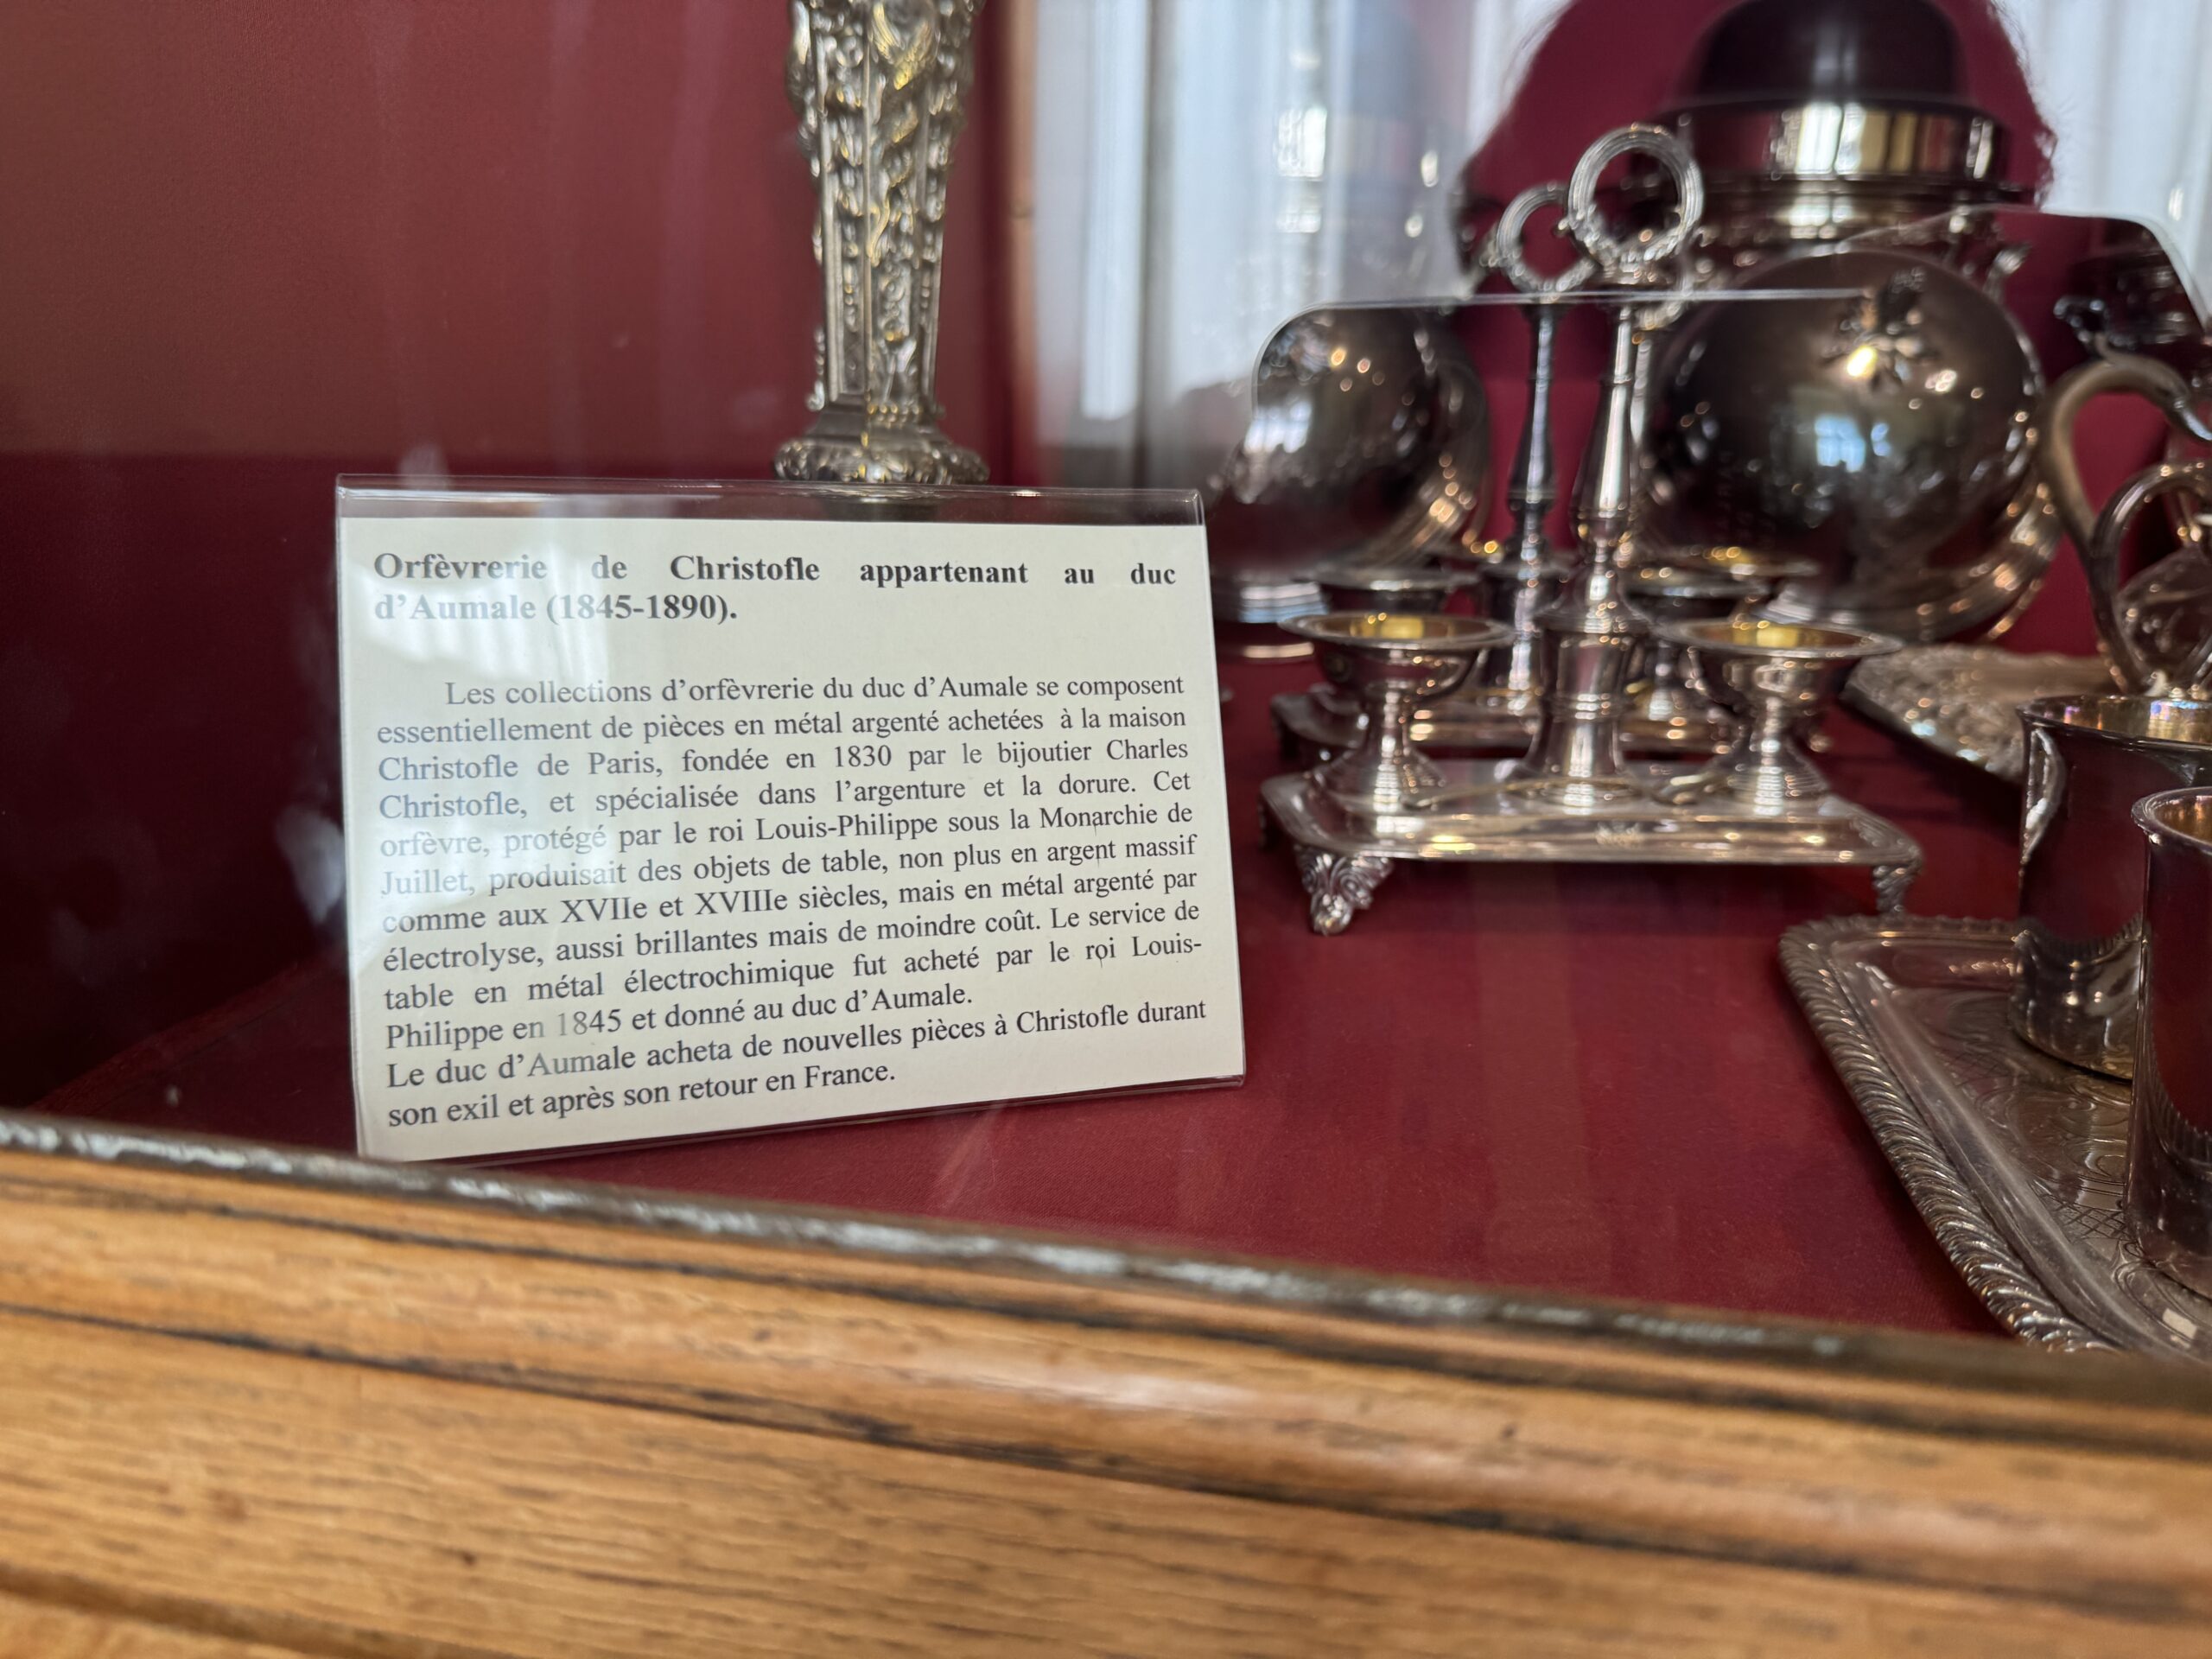 Orfèvrerie de Christofle appartenant au duc
d’Aumale (1845-1890).
Les collections d’orfèvrerie du duc d’Aumale se composent
essentiellement de pièces en métal argenté achetées à la maison
Christofle de Paris, fondée en 1830 par le bijoutier Charles
Christofle, et spécialisée dans l’argenture et la dorure. Cet
orfèvre, protégé par le roi Louis-Philippe sous la Monarchie de
Juillet, produisait des objets de table, non plus en argent massif
comme aux XVIIe et XVIIIe siècles, mais en métal argenté par
électrolyse, aussi brillantes mais de moindre coût. Le service de
table en métal électrochimique fut acheté par le roi Louis-
Philippe en 1845 et donné au duc d’Aumale.
Le duc d’Aumale acheta de nouvelles pièces à Christofle durant
son exil et après son retour en France.